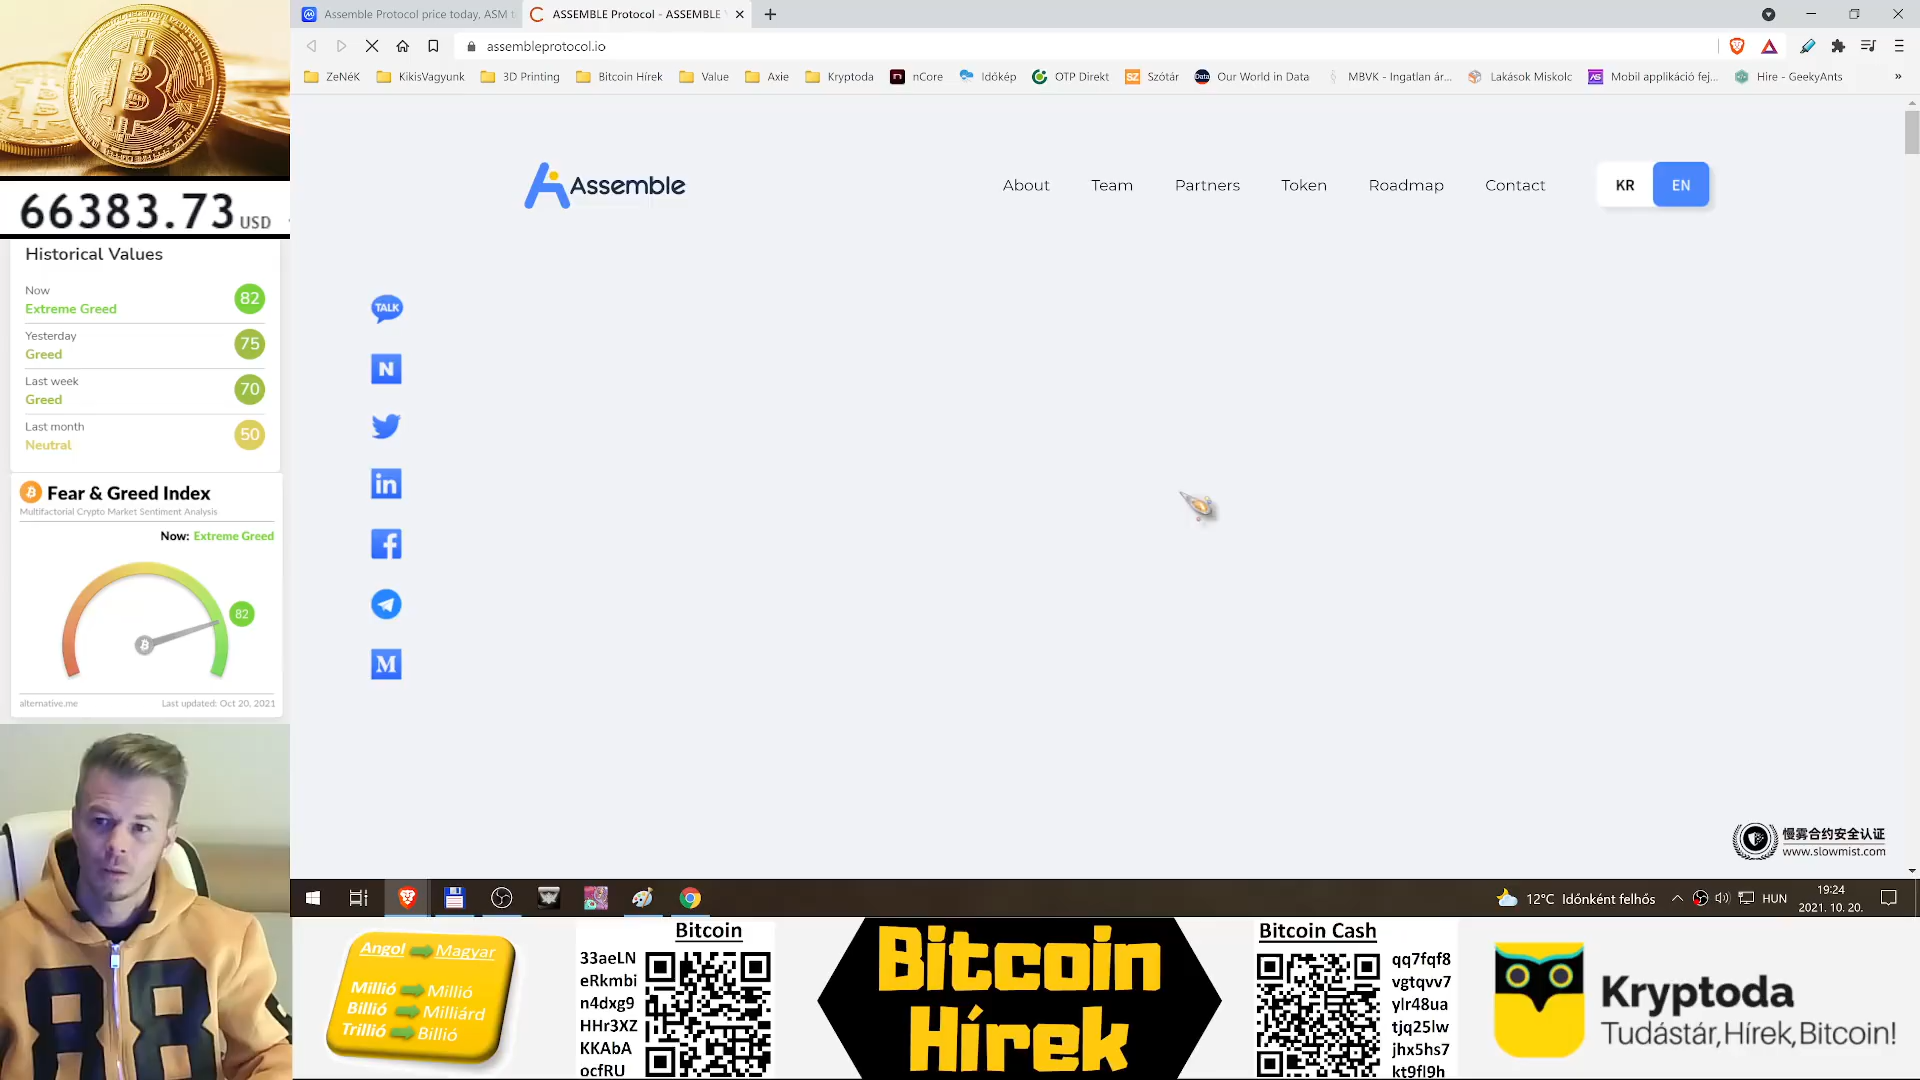 Assemble Protocol price today, ASM t
ASSEMBLE Protocol - ASSEMBLE
assembleprotocol.io
ZeNéK
KikisVagyunk
3D Printing
Bitcoin Hírek
Value
Axie
Kryptoda
nCore
Időkép
OTP Direkt
SZ Szótár
Data Our World in Data
MBVK - Ingatlan ár...
Lakások Miskolc
Mobil applikáció fej...
Hire - GeekyAnts
»
Assemble
About
Team
Partners
Token
Roadmap
Contact
KR
EN
TALK
N
in
f
M
慢雾合约安全认证
www.slowmist.com
66383.73 USD
Historical Values
Now
Extreme Greed
82
Yesterday
Greed
75
Last week
Greed
70
Last month
Neutral
50
Fear & Greed Index
Multifactorial Crypto Market Sentiment Analysis
Now: Extreme Greed
82
alternative.me
Last updated: Oct 20, 2021
88
12°C Időnként felhős
HUN
19:24
2021. 10. 20.
Angol Magyar
Millió Millió
Billió Milliárd
Trillió Billió
Bitcoin
33aeLN
eRkmbi
n4dxg9
HHr3XZ
KKAbA
ocfRU
Bitcoin
Hírek
Bitcoin Cash
qq7fqf8
vgtqvv7
ylr48ua
tjq25lw
jhx5hs7
kt9fl9h
Kryptoda
Tudástár,Hírek,Bitcoin!